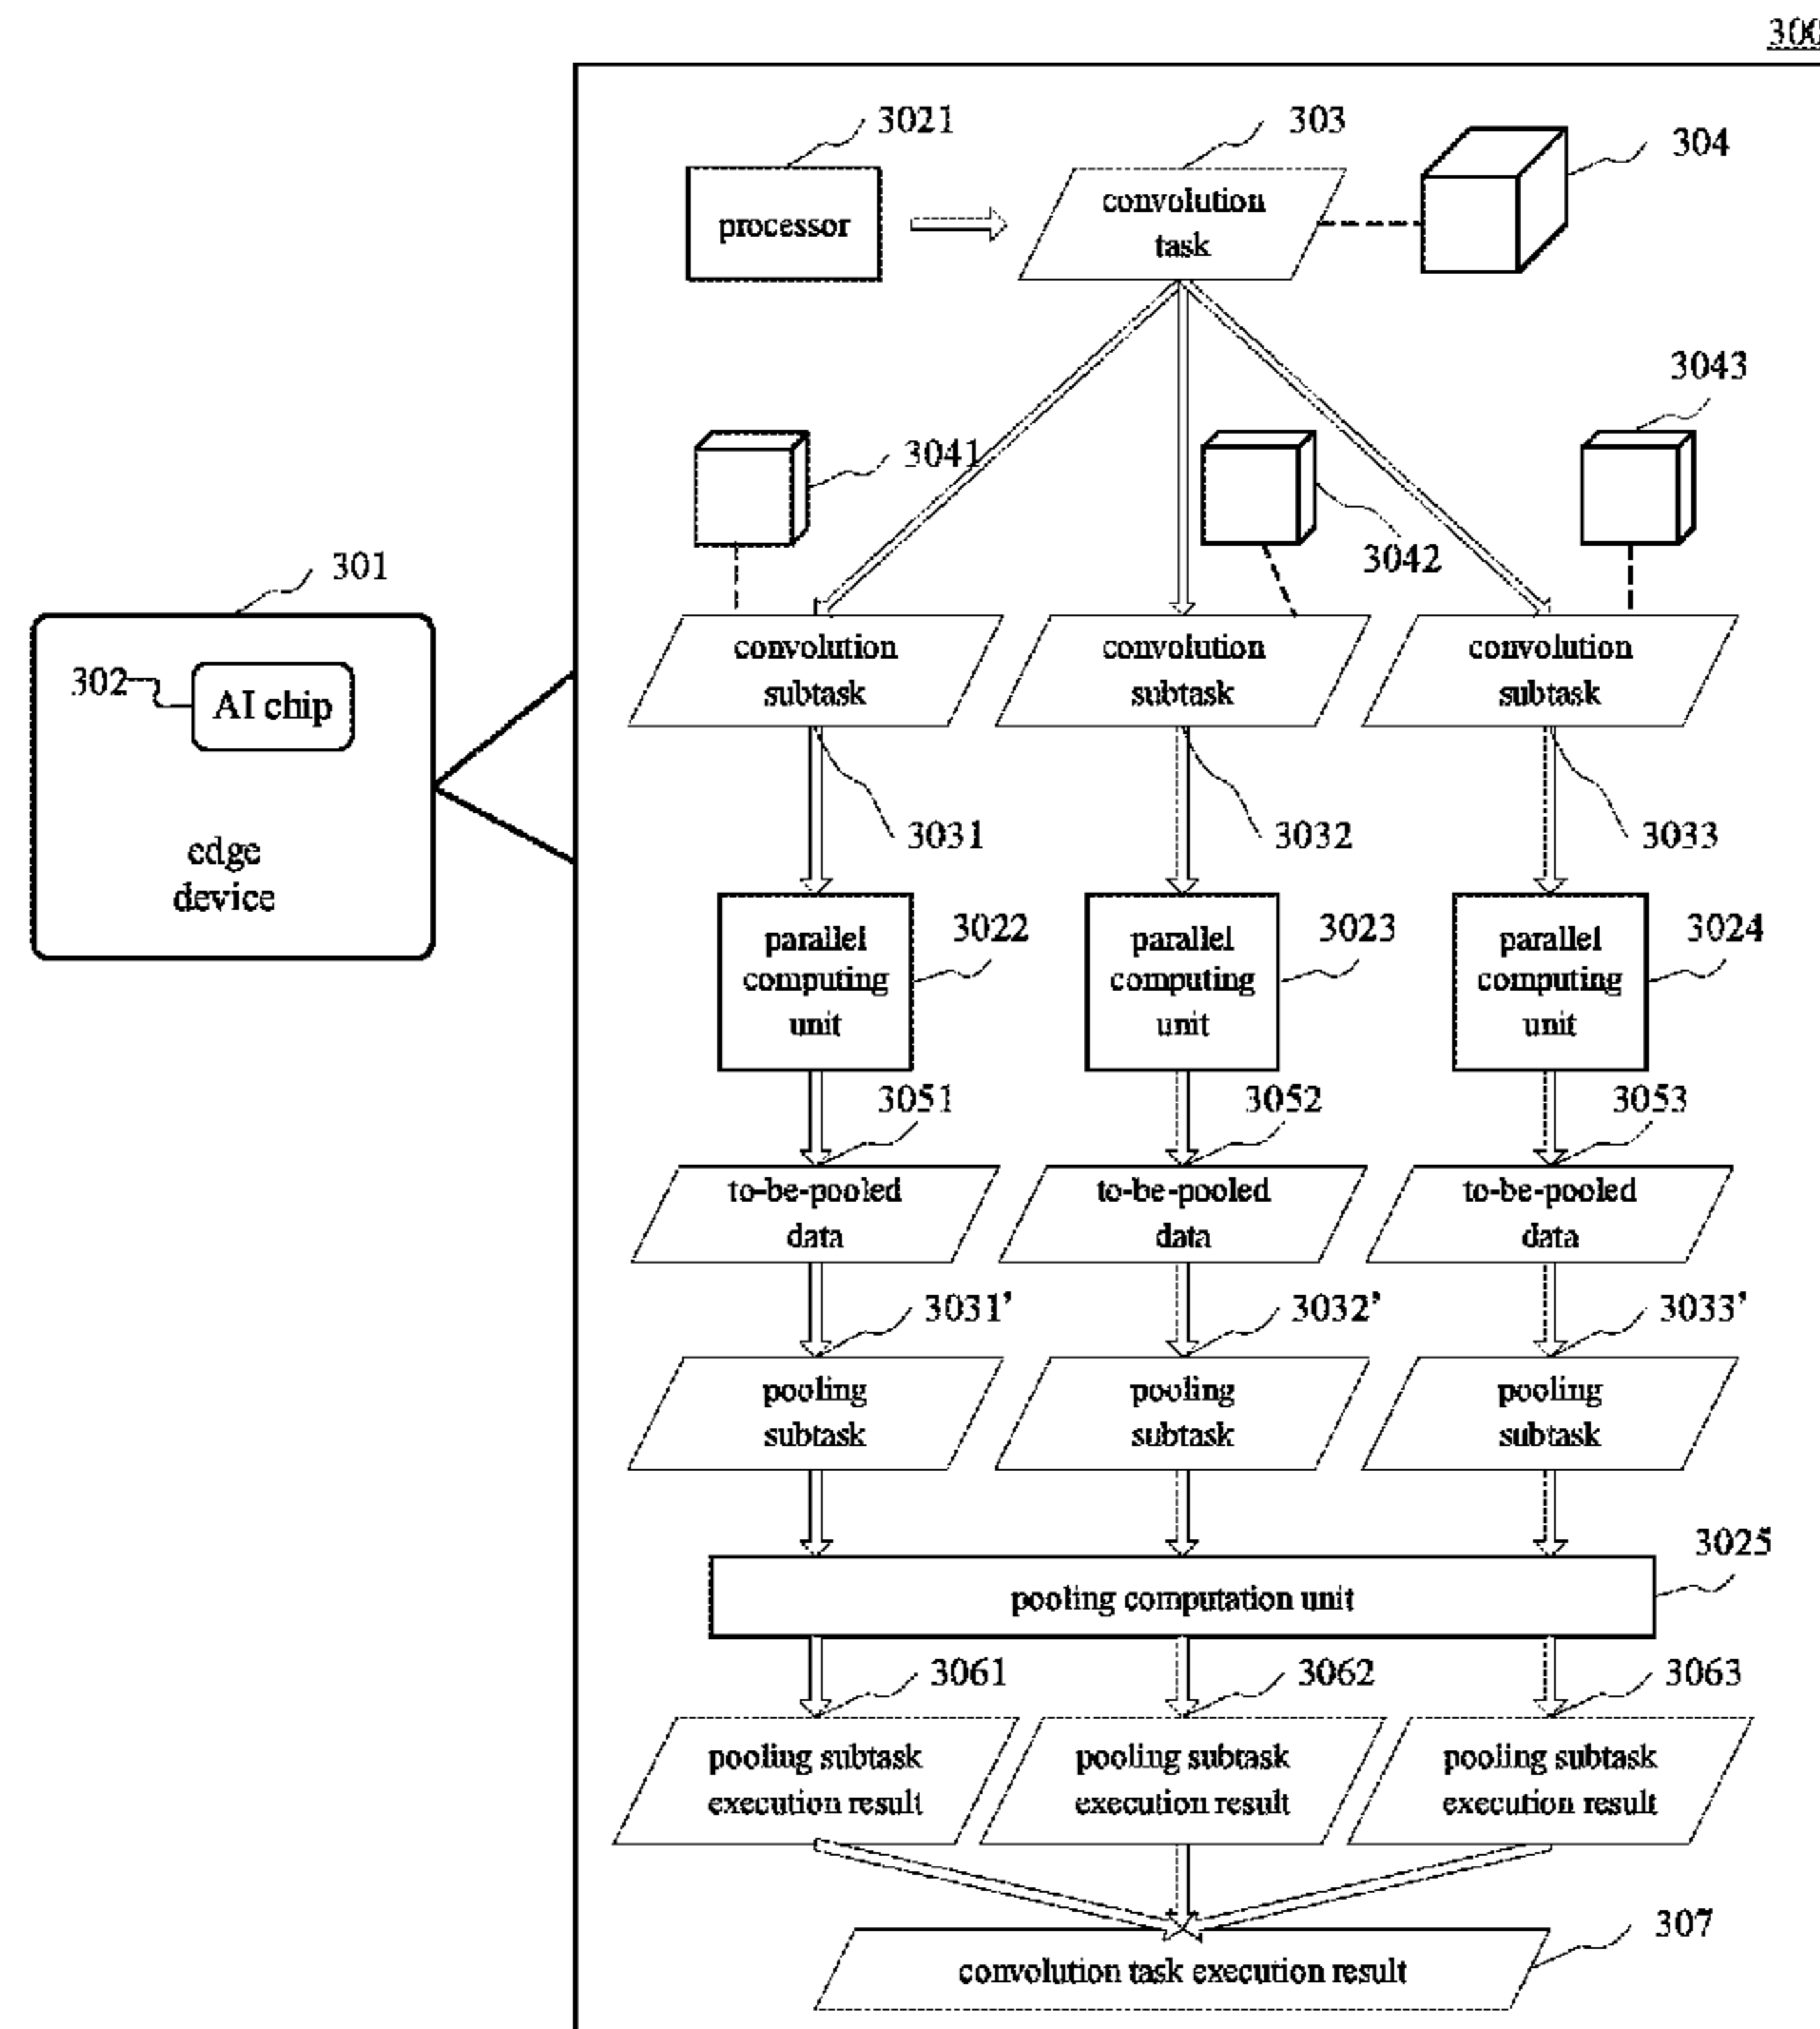 300
3021
303
304
processor
convolution
task
3043
3041
3042
301
convolution
subtask
convolution
subtask
convolution
subtask
302
AI chip
edge
device
3031
3032
3033
parallel
computing
unit
3022
parallel
computing
unit
3023
parallel
computing
unit
3024
3051
3052
3053
to-be-pooled
data
to-be-pooled
data
to-be-pooled
data
3031’
3032’
3033’
pooling
subtask
pooling
subtask
pooling
subtask
3025
pooling computation unit
3061
3062
3063
pooling subtask
execution result
pooling subtask
execution result
pooling subtask
execution result
307
convolution task execution result